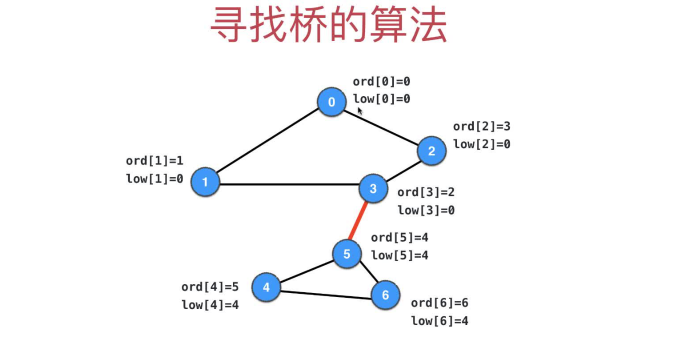 寻找桥的算法
ord[0]=0
low[0]=0
0
ord[2]=3
low[2]=0
2
ord[1]=1
low[1]=0
1
3
ord[3]=2
low[3]=0
ord[5]=4
low[5]=4
5
ord[4]=5
low[4]=4
4
6
ord[6]=6
low[6]=4